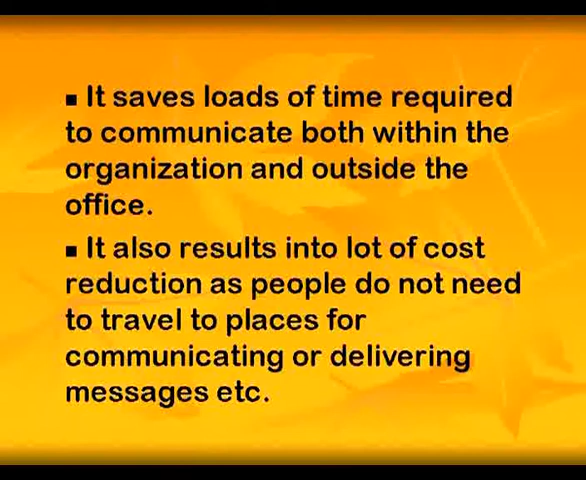 ▪ It saves loads of time required
to communicate both within the
organization and outside the
office.
▪ It also results into lot of cost
reduction as people do not need
to travel to places for
communicating or delivering
messages etc.